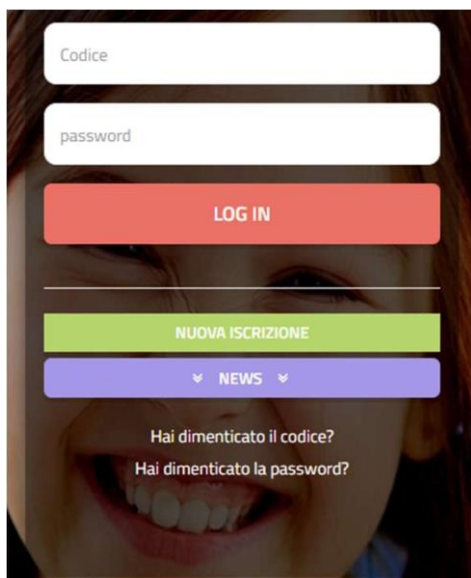 Codice
password
LOG IN
NUOVA ISCRIZIONE
NEWS
Hai dimenticato il codice?
Hai dimenticato la password?